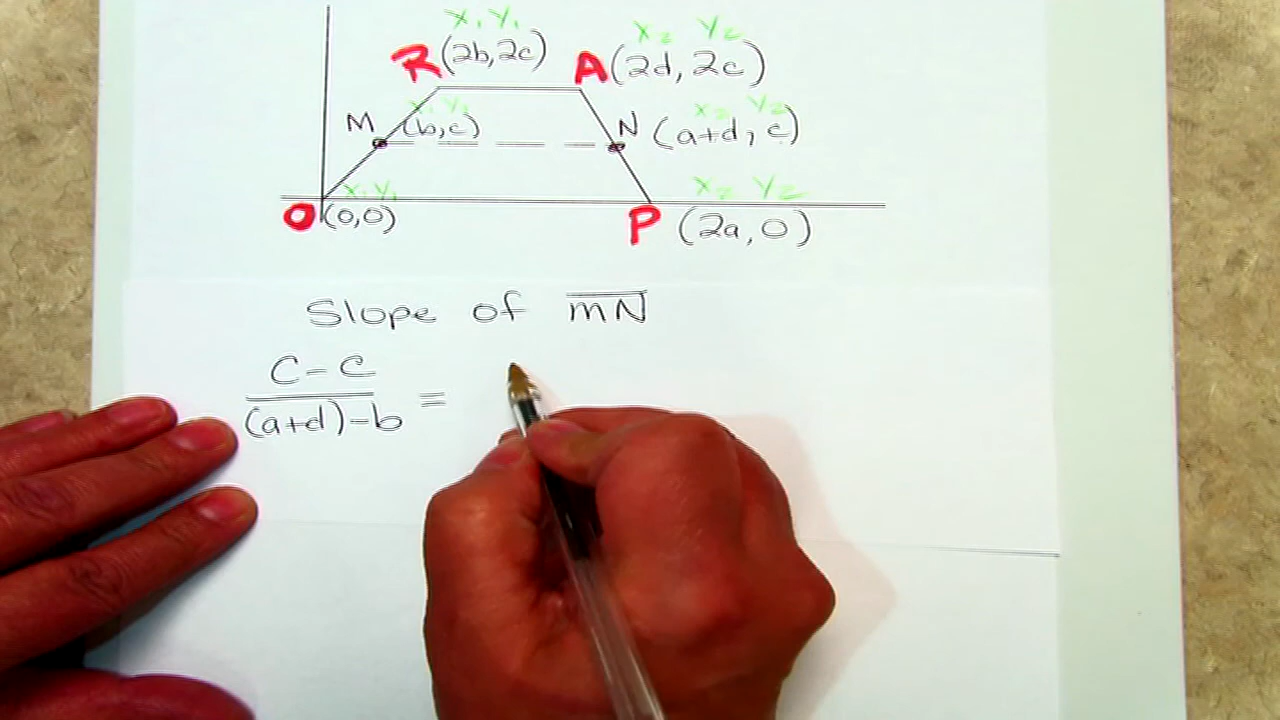 X₁ Y₁ X₂ Y₂
R (2b, 2c) A (2d, 2c)
X₁ Y₁ X₂ Y₂
M (b, c) N (a+d, c)
X₁ Y₁ X₂ Y₂
O (0,0) P (2a, 0)
Slope of mN
C - C
(a+d)-b =